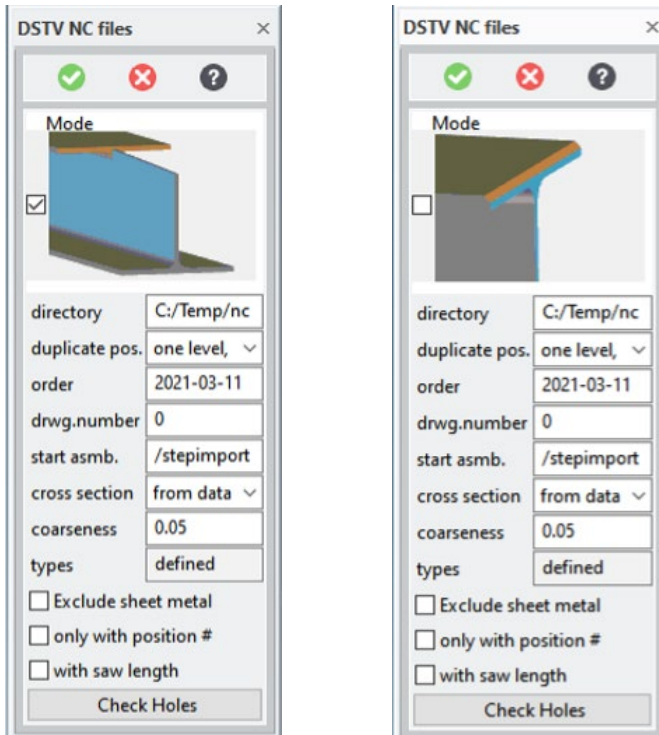 DSTV NC files
Mode
directory C:/Temp/nc
duplicate pos. one level,
order 2021-03-11
drwg.number 0
start asmb. /stepimport
cross section from data
coarseness 0.05
types defined
Exclude sheet metal
only with position #
with saw length
Check Holes
DSTV NC files
Mode
directory C:/Temp/nc
duplicate pos. one level,
order 2021-03-11
drwg.number 0
start asmb. /stepimport
cross section from data
coarseness 0.05
types defined
Exclude sheet metal
only with position #
with saw length
Check Holes